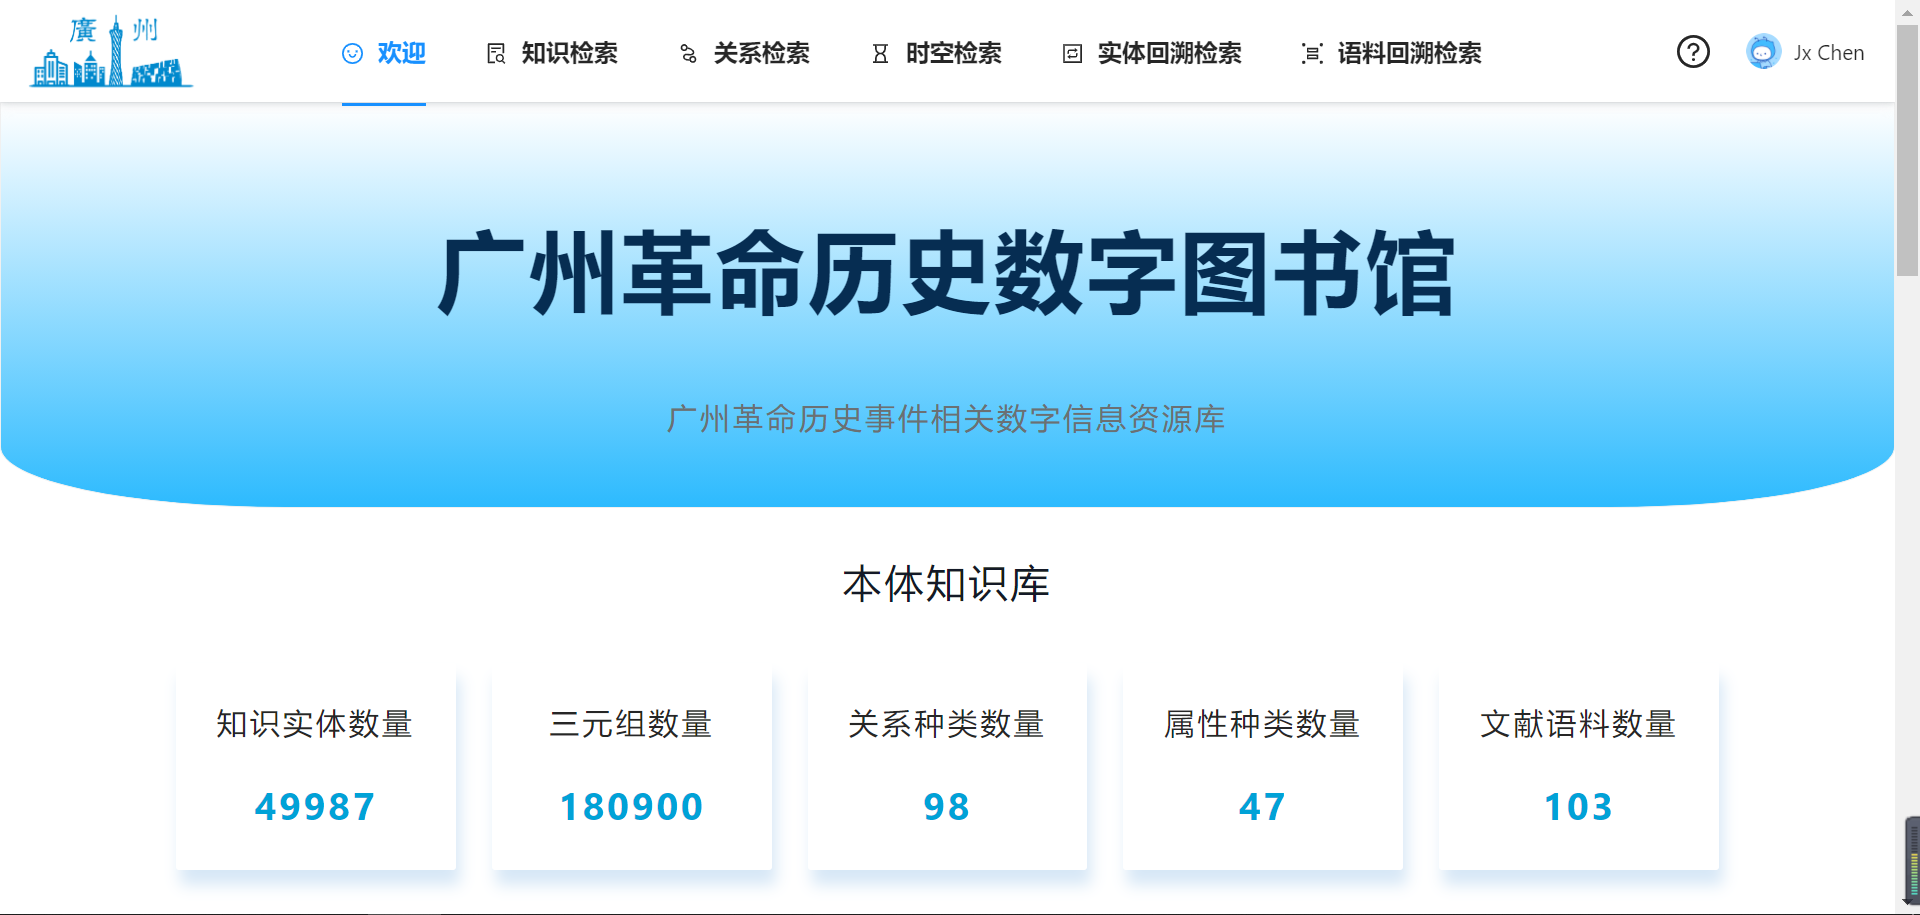 廣州
欢迎 知识检索 关系检索 时空检索 实体回溯检索 语料回溯检索 Jx Chen
广州革命历史数字图书馆
广州革命历史事件相关数字信息资源库
本体知识库
知识实体数量 三元组数量 关系种类数量 属性种类数量 文献语料数量
49987 180900 98 47 103